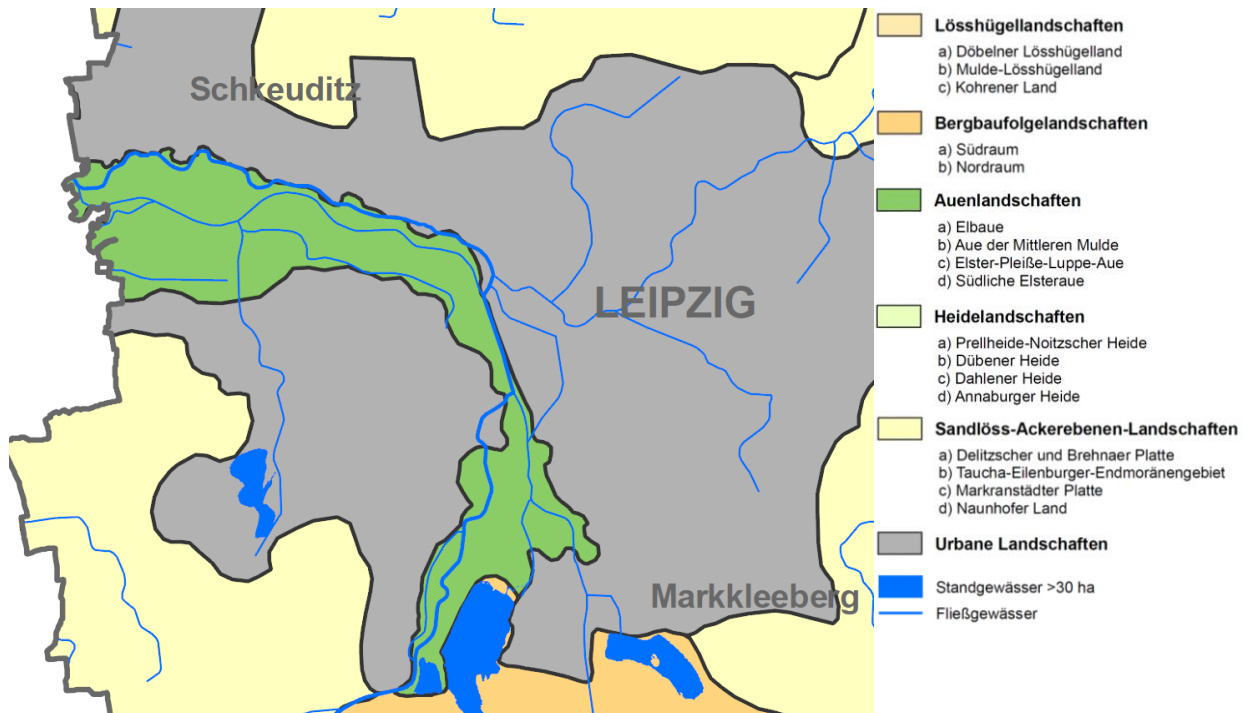 Schkeuditz
LEIPZIG
Markkleeberg
Lösshügellandschaften
a) Döbelner Lösshügelland
b) Mulde-Lösshügelland
c) Kohrener Land
Bergbaufolgelandschaften
a) Südraum
b) Nordraum
Auenlandschaften
a) Elbaue
b) Aue der Mittleren Mulde
c) Elster-Pleiße-Luppe-Aue
d) Südliche Elsteraue
Heidelandschaften
a) Prellheide-Noitzscher Heide
b) Dübener Heide
c) Dahlener Heide
d) Annaburger Heide
Sandlöss-Ackerebenen-Landschaften
a) Delitzscher und Brehnaer Platte
b) Taucha-Eilenburger-Endmoränengebiet
c) Markranstädter Platte
d) Naunhofer Land
Urbane Landschaften
Standgewässer >30 ha
Fließgewässer